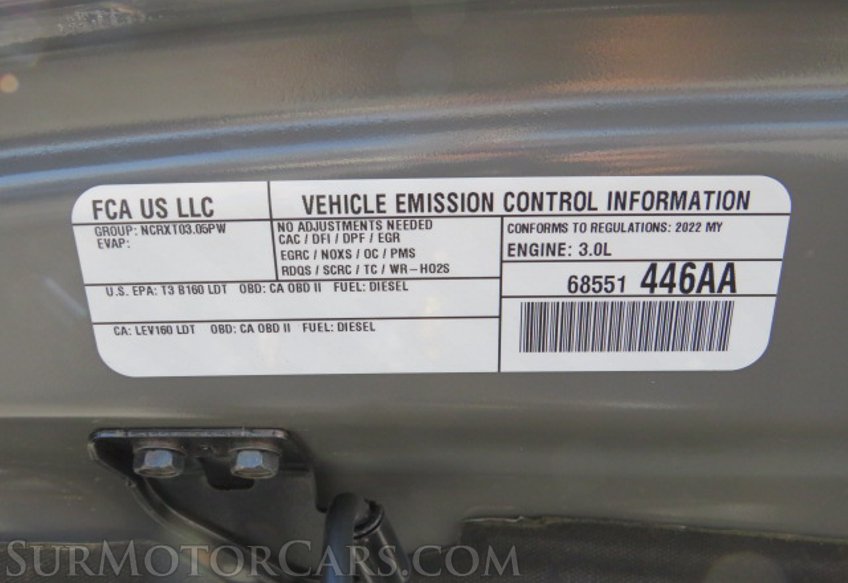 FCA US LLC
VEHICLE EMISSION CONTROL INFORMATION
GROUP: NCRXT03.05PW
EVAP:
NO ADJUSTMENTS NEEDED
CAC / DFI / DPF / EGR
EGRC / NOXS / OC / PMS
RDQS / SCRC / TC / WR-HO2S
CONFORMS TO REGULATIONS: 2022 MY
ENGINE: 3.0L
68551 446AA
U.S. EPA: T3 B160 LDT OBD: CA OBD II FUEL: DIESEL
CA: LEV160 LDT OBD: CA OBD II FUEL: DIESEL
SURMOTORCARS.COM